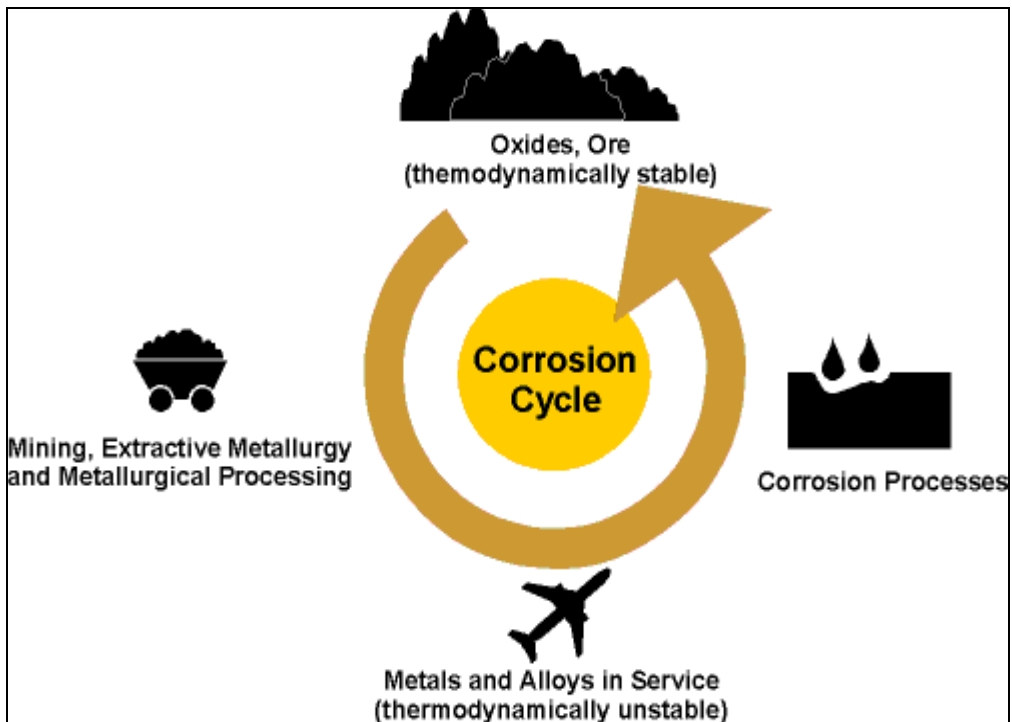 Oxides, Ore
(themodynamically stable)
Corrosion
Cycle
Mining, Extractive Metallurgy
and Metallurgical Processing
Corrosion Processes
Metals and Alloys in Service
(thermodynamically unstable)